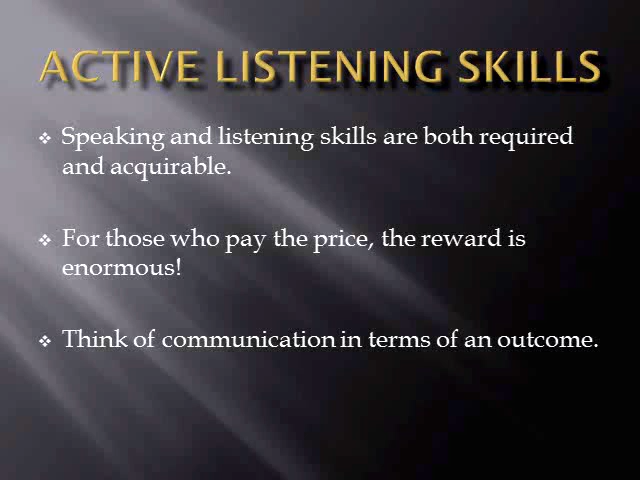 ACTIVE LISTENING SKILLS
❖ Speaking and listening skills are both required
and acquirable.
❖ For those who pay the price, the reward is
enormous!
❖ Think of communication in terms of an outcome.